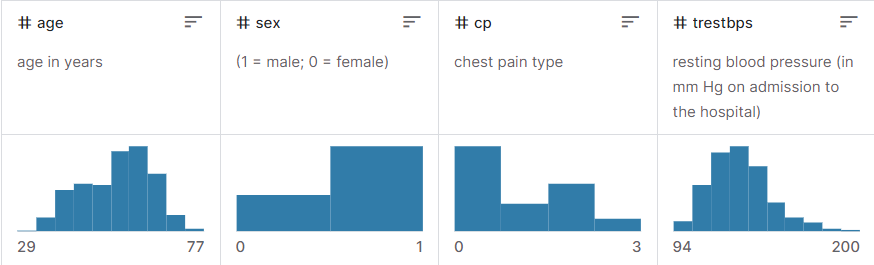 # age
age in years
29 77
# sex
(1 = male; 0 = female)
0 1
# cp
chest pain type
0 3
# trestbps
resting blood pressure (in
mm Hg on admission to
the hospital)
94 200